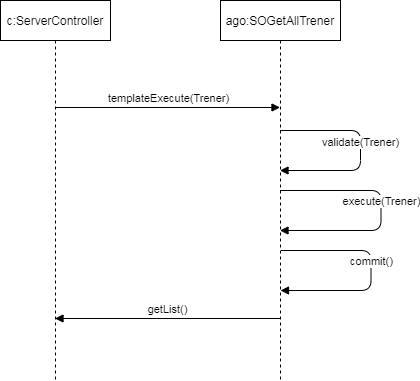 c:ServerController
ago:SOGetAllTrener
templateExecute(Trener)
validate(Trener)
execute(Trener)
commit()
getList()